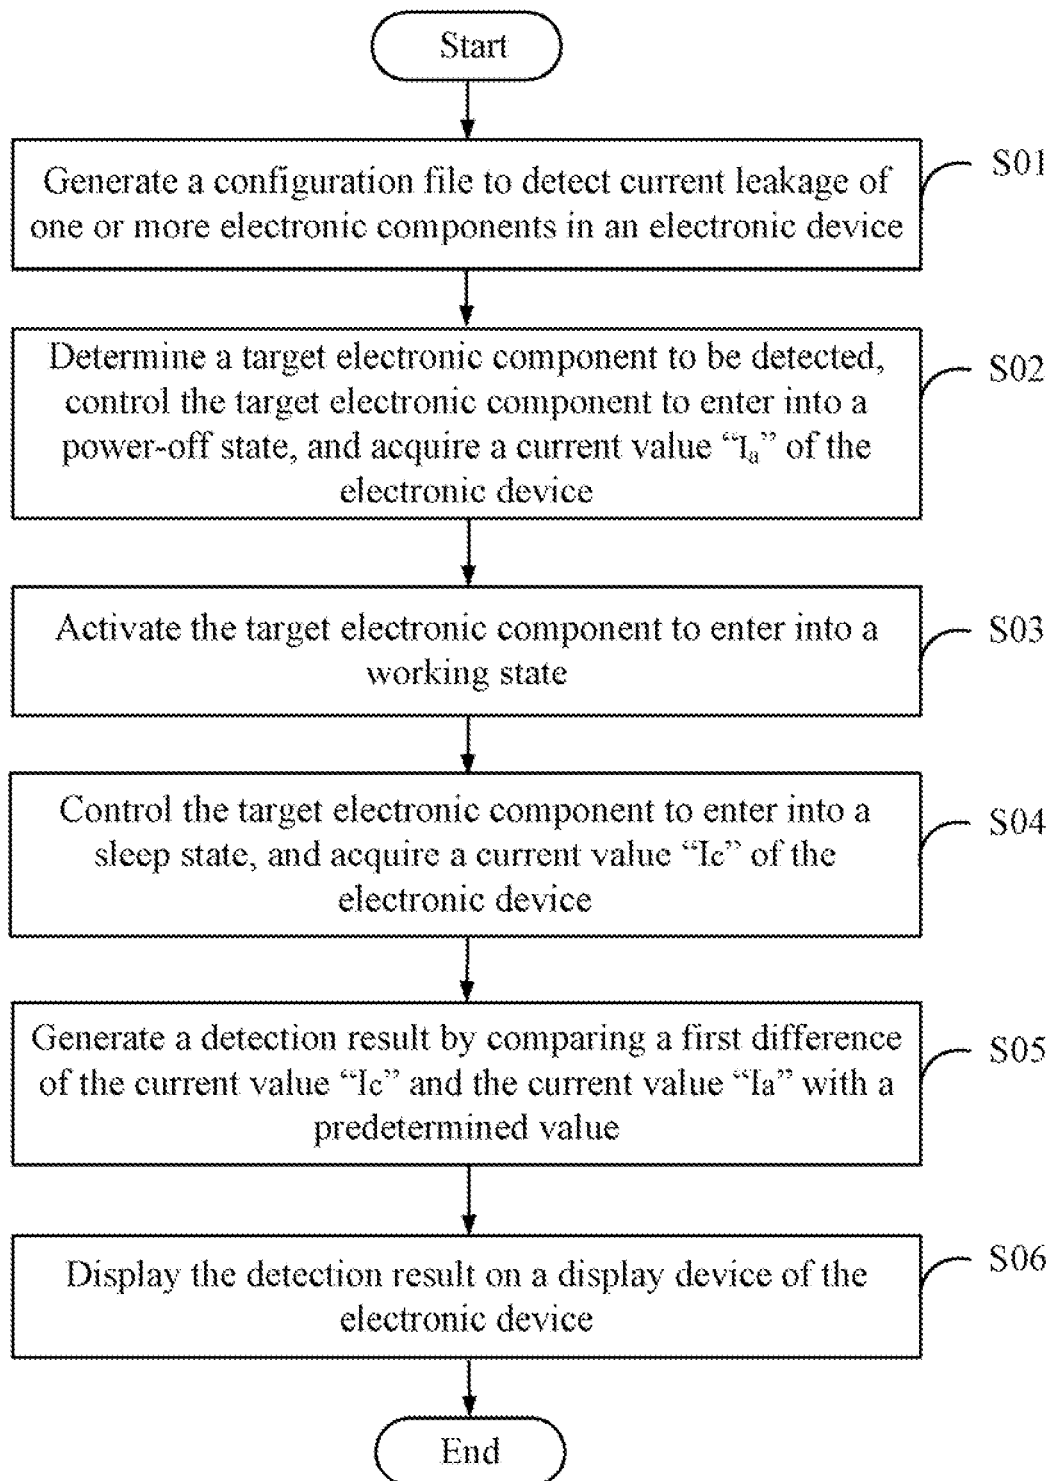 Start
Generate a configuration file to detect current leakage of
one or more electronic components in an electronic device
S01
Determine a target electronic component to be detected,
control the target electronic component to enter into a
power-off state, and acquire a current value “Ia” of the
electronic device
S02
Activate the target electronic component to enter into a
working state
S03
Control the target electronic component to enter into a
sleep state, and acquire a current value “Ic” of the
electronic device
S04
Generate a detection result by comparing a first difference
of the current value “Ic” and the current value “Ia” with a
predetermined value
S05
Display the detection result on a display device of the
electronic device
S06
End